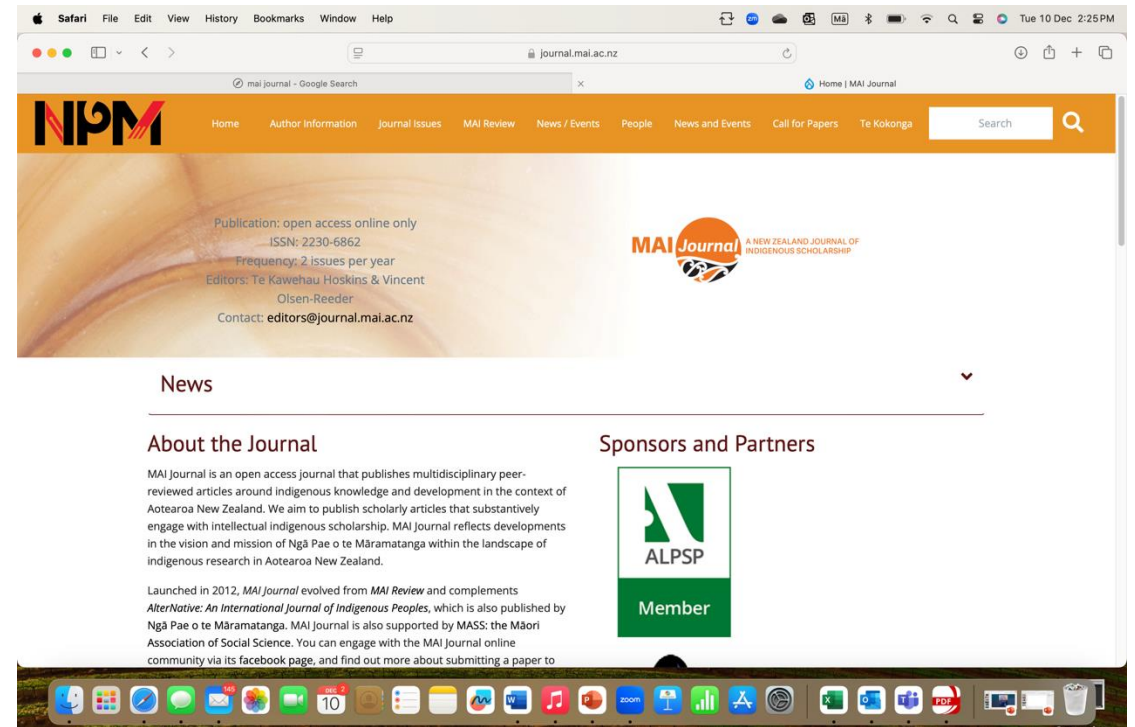 Safari File Edit View History Bookmarks Window Help
zm
Mā
Tue 10 Dec 2:25 PM
journal.mai.ac.nz
mai journal - Google Search
Home | MAI Journal
NPM
Home Author Information Journal Issues MAI Review News / Events People News and Events Call for Papers Te Kokonga
Search
Publication: open access online only
ISSN: 2230-6862
Frequency: 2 issues per year
Editors: Te Kawehau Hoskins & Vincent
Olsen-Reeder
Contact: editors@journal.mai.ac.nz
MAI Journal
A NEW ZEALAND JOURNAL OF
INDIGENOUS SCHOLARSHIP
News
About the Journal
MAI Journal is an open access journal that publishes multidisciplinary peer-
reviewed articles around indigenous knowledge and development in the context of
Aotearoa New Zealand. We aim to publish scholarly articles that substantively
engage with intellectual indigenous scholarship. MAI Journal reflects developments
in the vision and mission of Ngā Pae o te Māramatanga within the landscape of
indigenous research in Aotearoa New Zealand.
Launched in 2012, MAI Journal evolved from MAI Review and complements
AlterNative: An International Journal of Indigenous Peoples, which is also published by
Ngā Pae o te Māramatanga. MAI Journal is also supported by MASS: the Māori
Association of Social Science. You can engage with the MAI Journal online
community via its facebook page, and find out more about submitting a paper to
Sponsors and Partners
ALPSP
Member
145
DEC 2
10
zoom
PDF